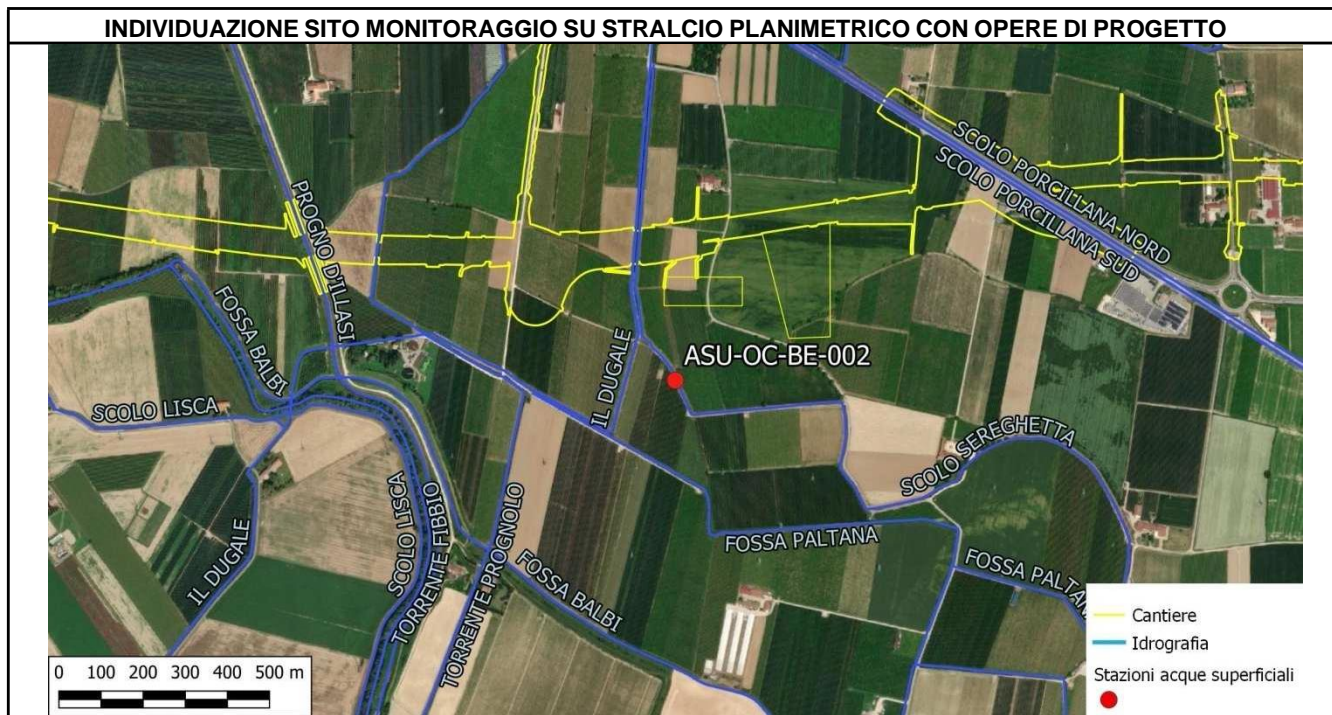 INDIVIDUAZIONE SITO MONITORAGGIO SU STRALCIO PLANIMETRICO CON OPERE DI PROGETTO
SCOLO PORCILLANA NORD
SCOLO PORCILLANA SUD
PROGNO D'ILLASI
FOSSA BALBI
IL DUGALE
ASU-OC-BE-002
SCOLO LISCA
SCOLO SEREGHETTA
IL DUGALE
SCOLO LISCA
TORRENTE FIBBIO
TORRENTE PROGNOLO
FOSSA BALBI
FOSSA PALTANA
FOSSA PALTAN
Cantiere
Idrografia
Stazioni acque superficiali
0 100 200 300 400 500 m